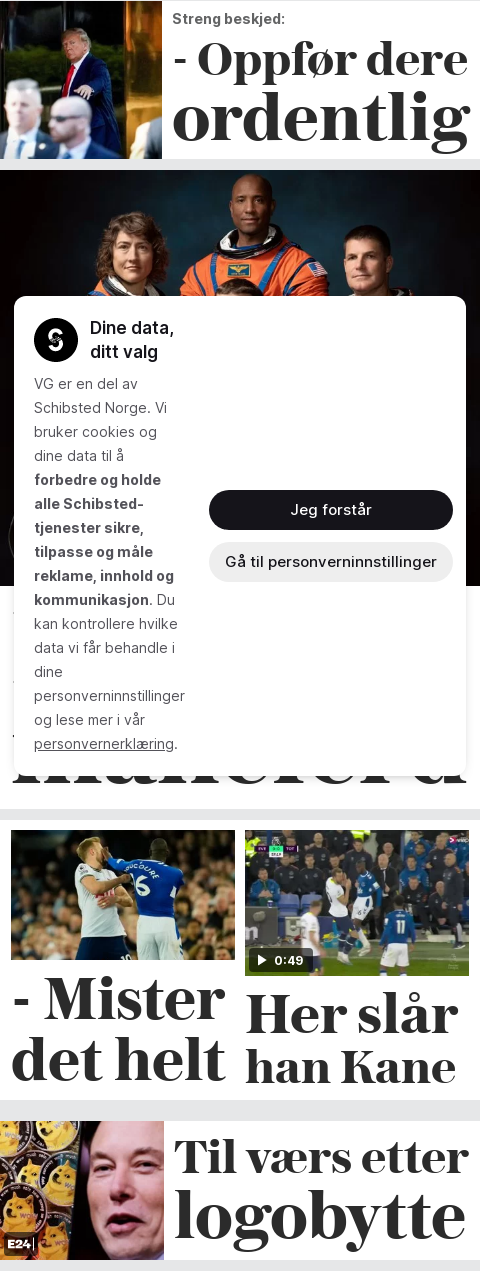 Streng beskjed:
- Oppfør dere
ordentlig
Dine data,
ditt valg
VG er en del av
Schibsted Norge. Vi
bruker cookies og
dine data til å
forbedre og holde
alle Schibsted-
tjenester sikre,
tilpasse og måle
reklame, innhold og
kommunikasjon. Du
kan kontrollere hvilke
data vi får behandle i
dine
personverninnstillinger
og lese mer i vår
personvernerklæring.
Jeg forstår
Gå til personverninnstillinger
DOUCOURÉ
6
11
0:49
- Mister
det helt
Her slår
han Kane
E24
Til værs etter
logobytte